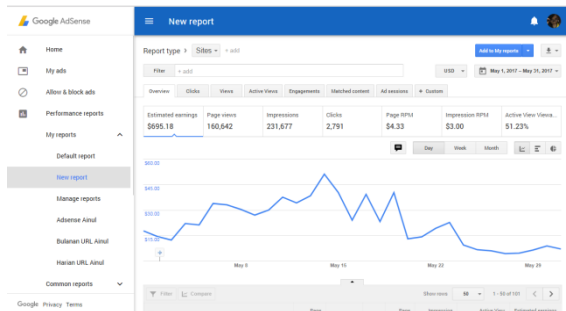 Google AdSense
New report
Home
My ads
Allow & block ads
Performance reports
My reports
Default report
New report
Manage reports
Adsense Ainul
Bulanan URL Ainul
Harian URL Ainul
Common reports
Google Privacy Terms
Report type Sites + add
Add to My reports
Filter + add
USD May 1, 2017 – May 31, 2017
Overview Clicks Views Active Views Engagements Matched content Ad sessions + Custom
Estimated earnings Page views Impressions Clicks Page RPM Impression RPM Active View Viewa...
$695.18 160,642 231,677 2,791 $4.33 $3.00 51.23%
Day Week Month
$60.00
$45.00
$30.00
$15.00
May 8 May 15 May 22 May 29
Filter Compare Show rows 50 1 - 50 of 101
Page Impression Active View Estimated earnings